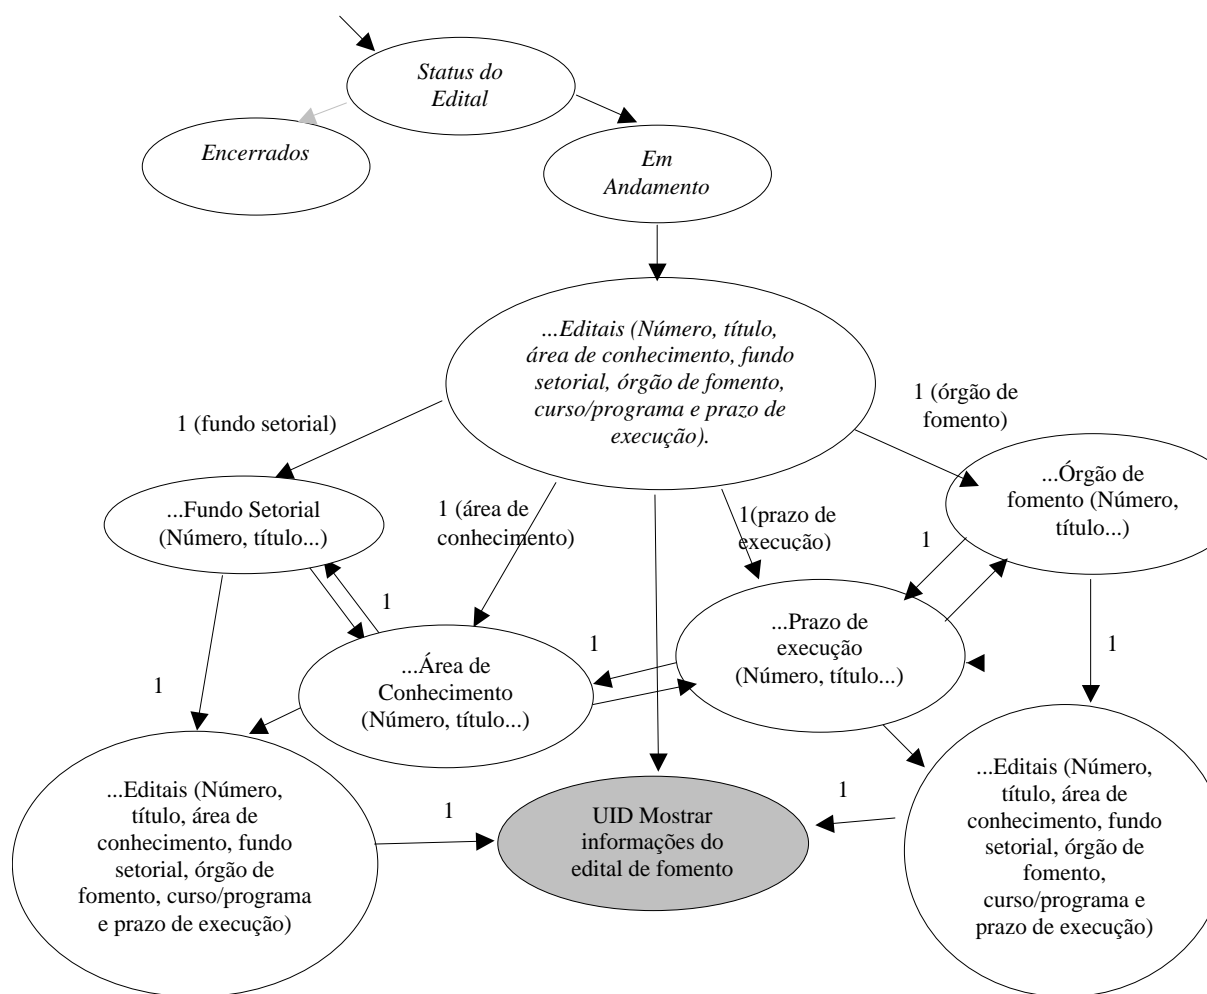 Status do
Edital
Encerrados
Em
Andamento
...Editais (Número, título,
área de conhecimento, fundo
setorial, órgão de fomento,
curso/programa e prazo de
execução).
1 (fundo setorial)
1 (órgão de
fomento)
1 (área de
conhecimento)
1(prazo de
execução)
...Fundo Setorial
(Número, título...)
...Órgão de
fomento (Número,
título...)
1
1
...Prazo de
execução
(Número, título...)
1
1
...Área de
Conhecimento
(Número, título...)
1
...Editais (Número,
título, área de
conhecimento, fundo
setorial, órgão de
fomento, curso/programa
e prazo de execução)
1
UID Mostrar
informações do
edital de fomento
1
...Editais (Número,
título, área de
conhecimento, fundo
setorial, órgão de
fomento,
curso/programa e
prazo de execução)